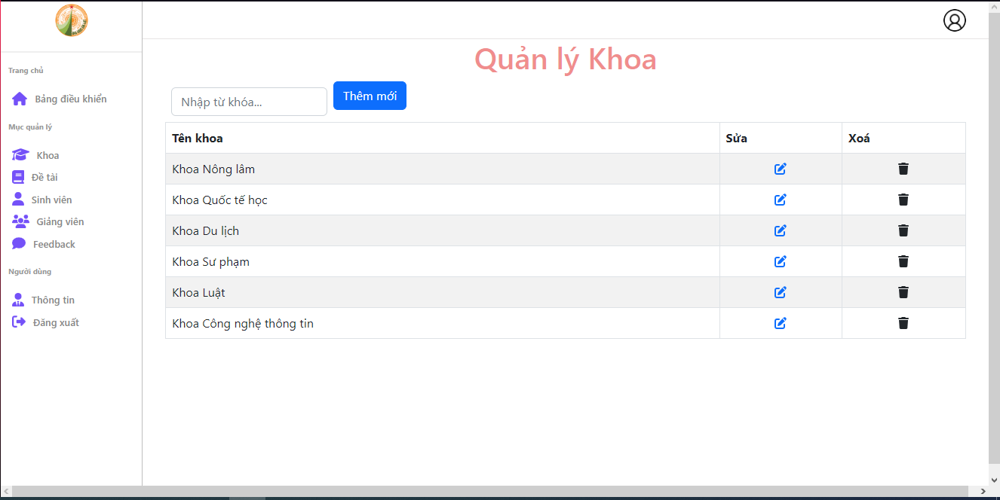 Trang chủ
Bảng điều khiển
Mục quản lý
Khoa
Đề tài
Sinh viên
Giảng viên
Feedback
Người dùng
Thông tin
Đăng xuất
Quản lý Khoa
Nhập từ khóa...
Thêm mới
Tên khoa Sửa Xoá
Khoa Nông lâm
Khoa Quốc tế học
Khoa Du lịch
Khoa Sư phạm
Khoa Luật
Khoa Công nghệ thông tin